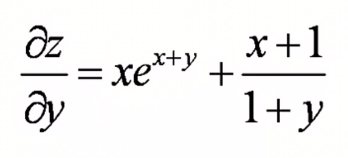 ∂z/∂y = xe^{x+y} + (x+1)/(1+y)